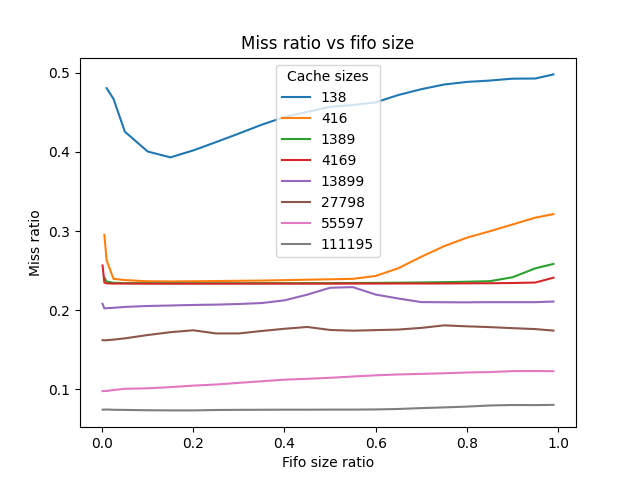 Miss ratio vs fifo size
Cache sizes
138
416
1389
4169
13899
27798
55597
111195
0.5
0.4
0.3
0.2
0.1
Miss ratio
0.0 0.2 0.4 0.6 0.8 1.0
Fifo size ratio